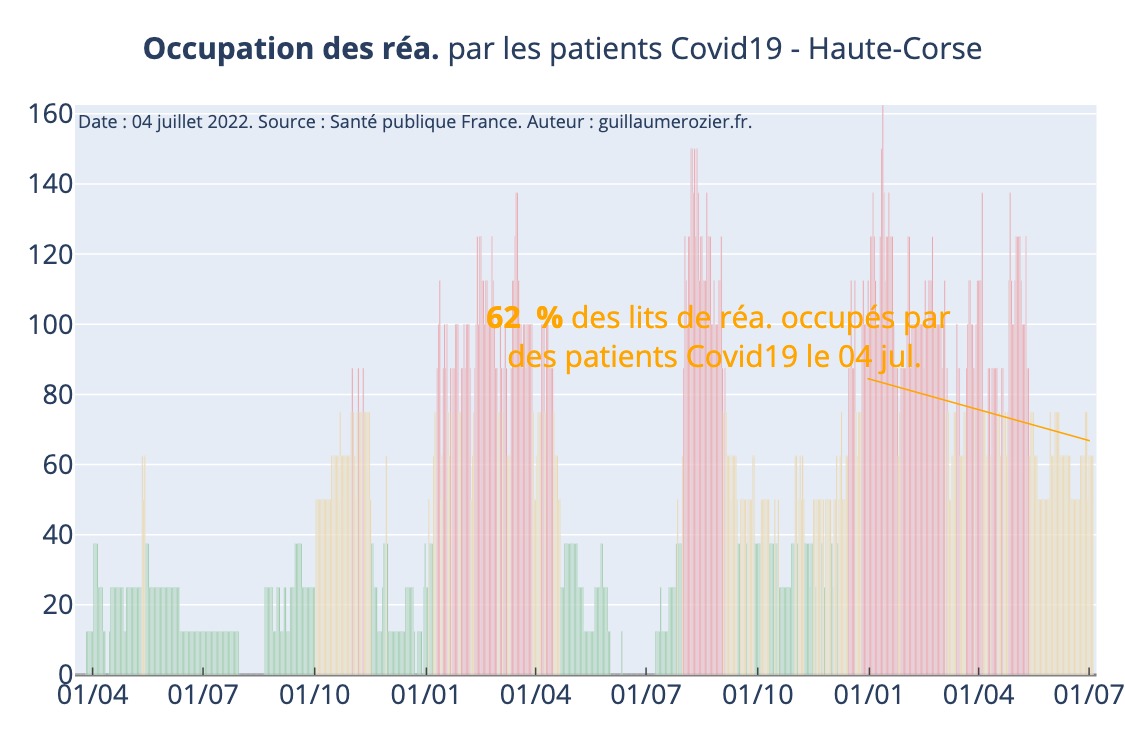 Occupation des réa. par les patients Covid19 - Haute-Corse
160
Date : 04 juillet 2022. Source : Santé publique France. Auteur : guillaumerozier.fr.
140
120
100
62 % des lits de réa. occupés par
des patients Covid19 le 04 jul.
80
60
40
20
0
01/04 01/07 01/10 01/01 01/04 01/07 01/10 01/01 01/04 01/07